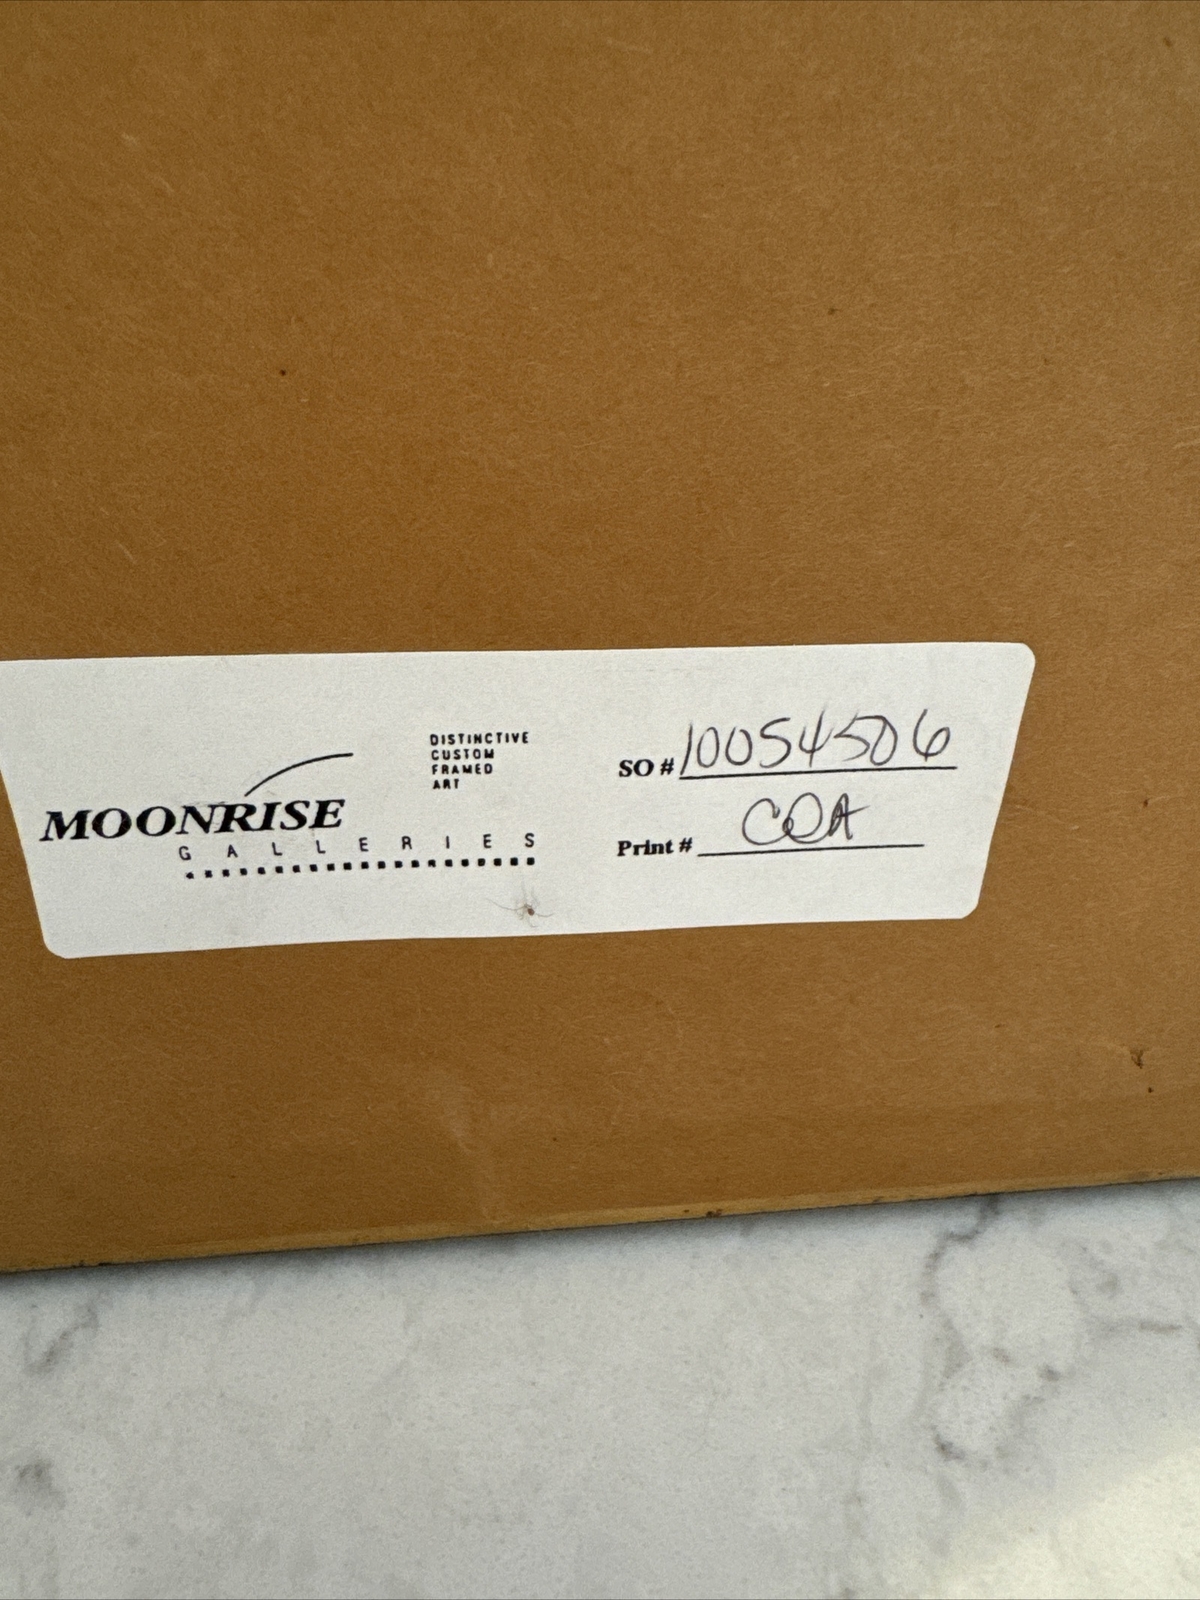 MOONRISE
GALLERIES
DISTINCTIVE
CUSTOM
FRAMED
ART
SO # 10054506
Print # COA